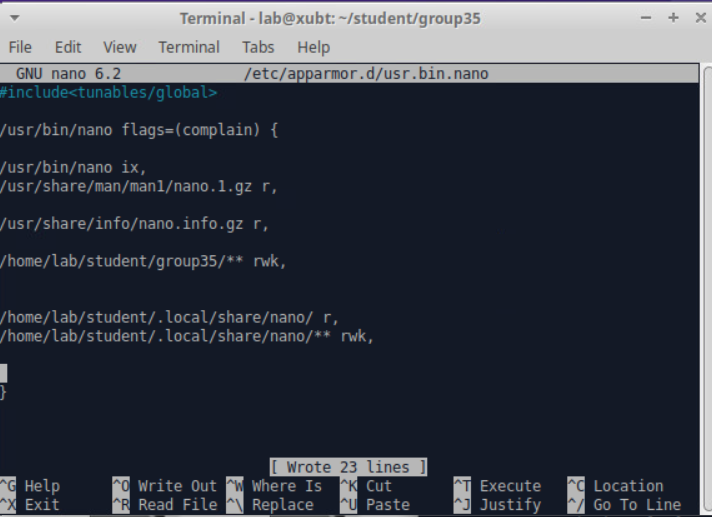 Terminal - lab@xubt: ~/student/group35
File Edit View Terminal Tabs Help
GNU nano 6.2 /etc/apparmor.d/usr.bin.nano
#include<tunables/global>
/usr/bin/nano flags=(complain) {
/usr/bin/nano ix,
/usr/share/man/man1/nano.1.gz r,
/usr/share/info/nano.info.gz r,
/home/lab/student/group35/** rwk,
/home/lab/student/.local/share/nano/ r,
/home/lab/student/.local/share/nano/** rwk,
}
[ Wrote 23 lines ]
^G Help ^O Write Out ^W Where Is ^K Cut ^T Execute ^C Location
^X Exit ^R Read File ^\ Replace ^U Paste ^J Justify ^/ Go To Line